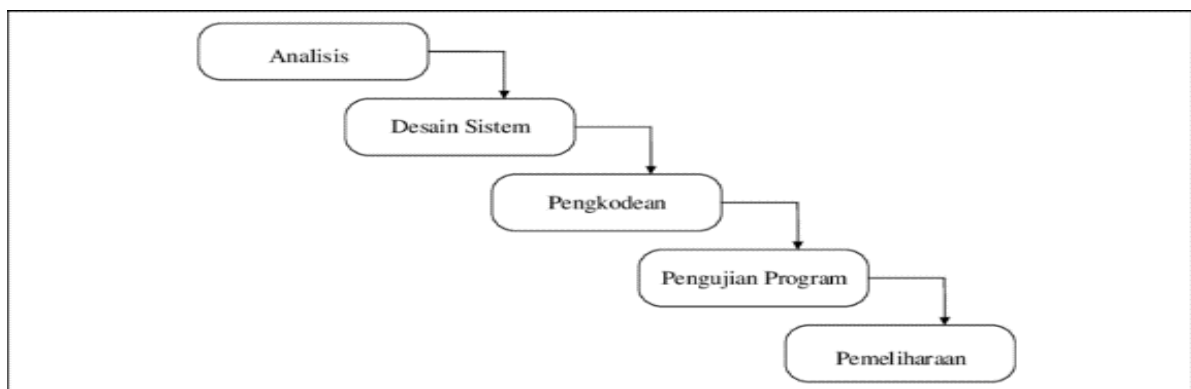 Analisis
Desain Sistem
Pengkodean
Pengujian Program
Pemeliharaan